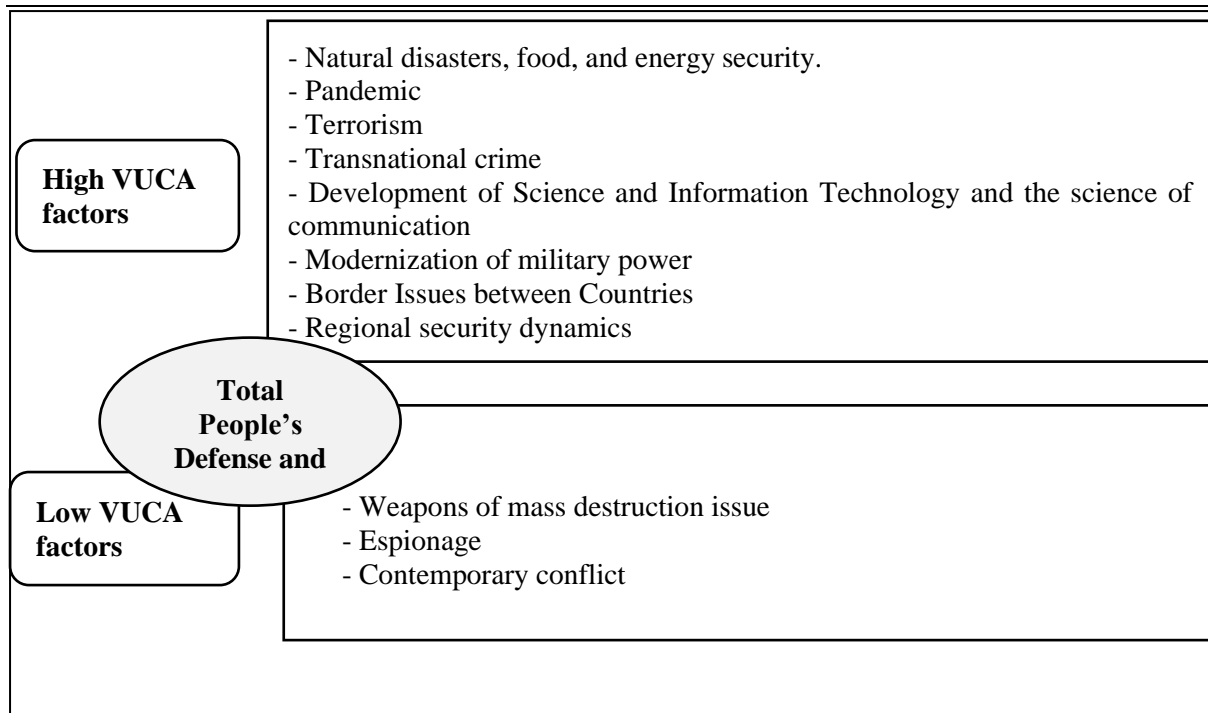 High VUCA
factors
- Natural disasters, food, and energy security.
- Pandemic
- Terrorism
- Transnational crime
- Development of Science and Information Technology and the science of
communication
- Modernization of military power
- Border Issues between Countries
- Regional security dynamics
Total
People’s
Defense and
Low VUCA
factors
- Weapons of mass destruction issue
- Espionage
- Contemporary conflict